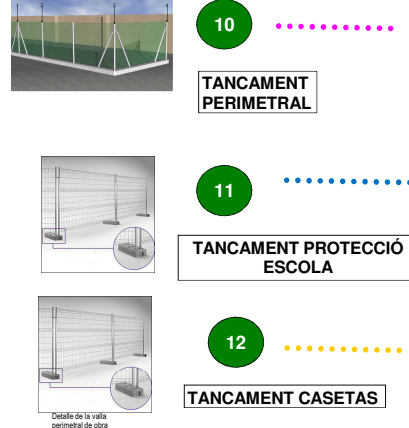 10
TANCAMENT
PERIMETRAL
11
TANCAMENT PROTECCIÓ
ESCOLA
12
TANCAMENT CASETAS
Detalle de la valla
perimetral de obra